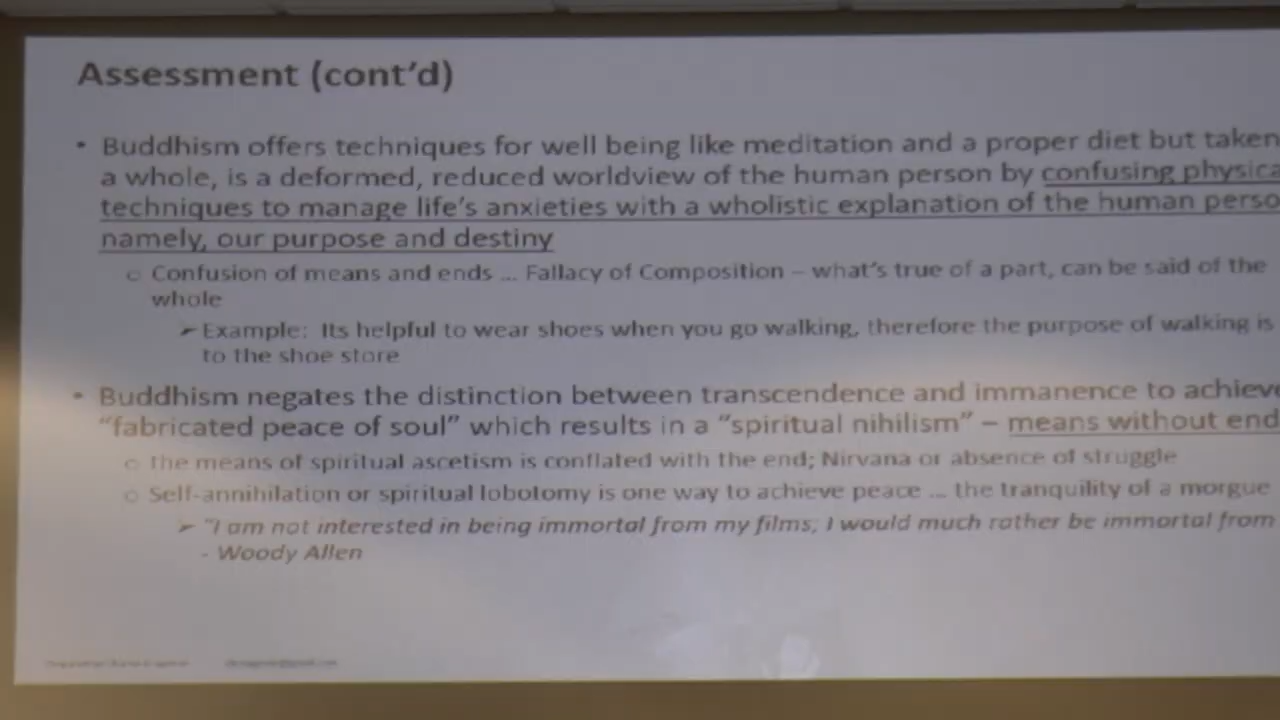 Assessment (cont'd)
• Buddhism offers techniques for well being like meditation and a proper diet but taken
a whole, is a deformed, reduced worldview of the human person by confusing physica
techniques to manage life's anxieties with a wholistic explanation of the human perso
namely, our purpose and destiny
o Confusion of means and ends ... Fallacy of Composition – what's true of a part, can be said of the
whole
➢ Example: Its helpful to wear shoes when you go walking, therefore the purpose of walking is
to the shoe store
• Buddhism negates the distinction between transcendence and immanence to achieve
"fabricated peace of soul" which results in a "spiritual nihilism" – means without end
o the means of spiritual ascetism is conflated with the end; Nirvana or absence of struggle
o Self-annihilation or spiritual lobotomy is one way to achieve peace ... the tranquility of a morgue
➢ "I am not interested in being immortal from my films; I would much rather be immortal from
- Woody Allen